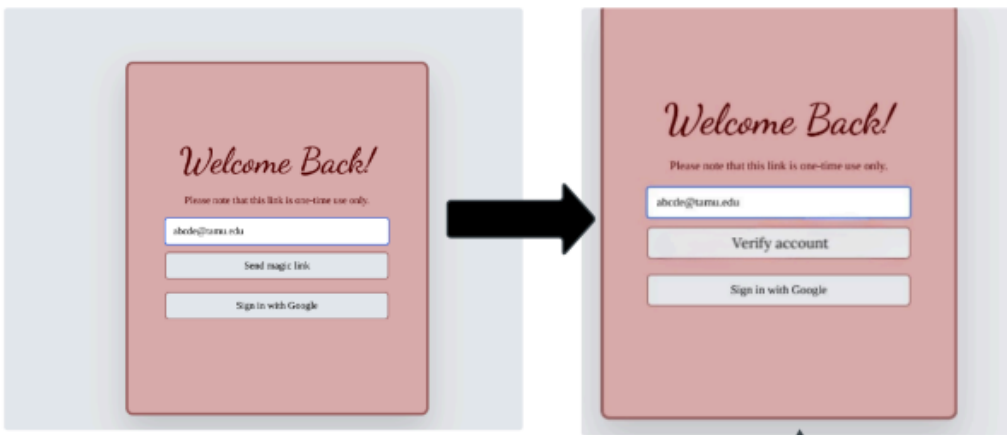 Welcome Back!
Please note that this link is one-time use only.
abcde@tamu.edu
Send magic link
Sign in with Google
Welcome Back!
Please note that this link is one-time use only.
abcde@tamu.edu
Verify account
Sign in with Google